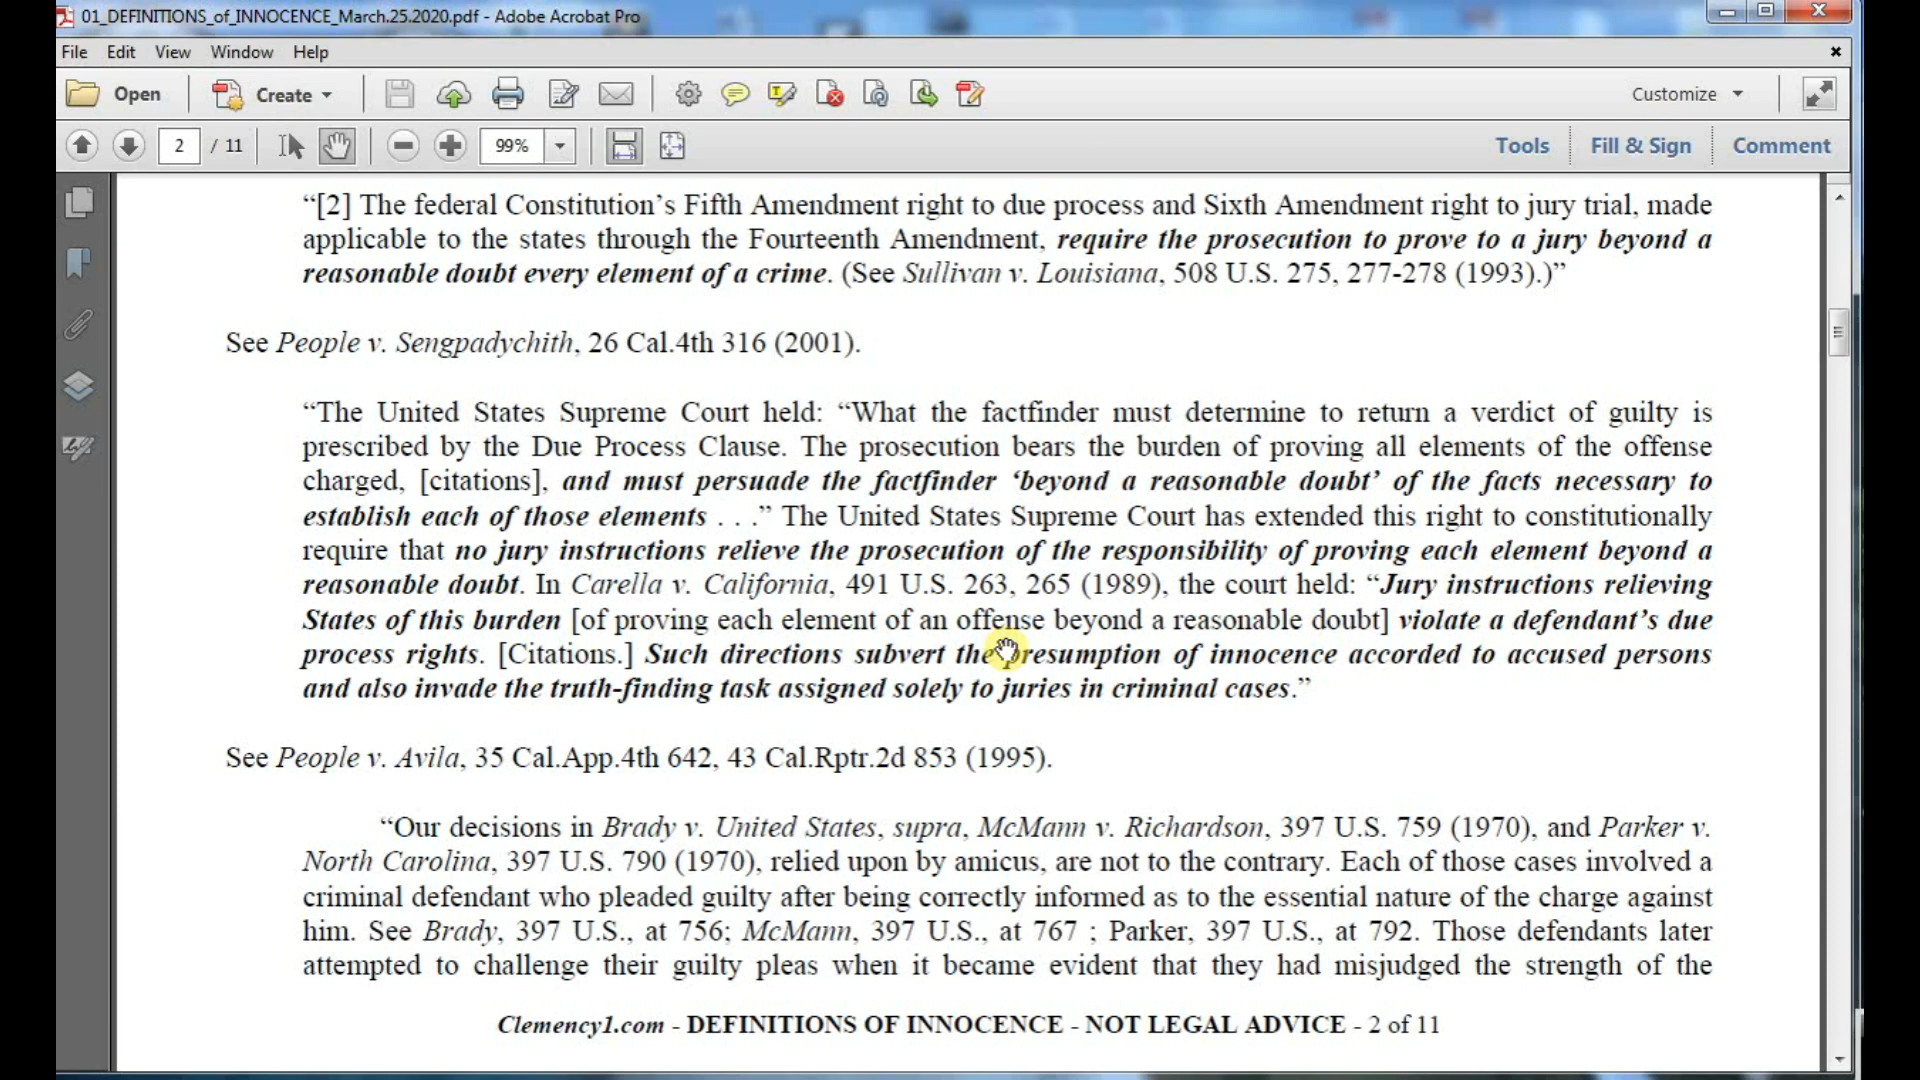 01_DEFINITIONS_of_INNOCENCE_March.25.2020.pdf - Adobe Acrobat Pro
File Edit View Window Help
Open Create Customize
2 / 11 99% Tools Fill & Sign Comment
“[2] The federal Constitution’s Fifth Amendment right to due process and Sixth Amendment right to jury trial, made
applicable to the states through the Fourteenth Amendment, require the prosecution to prove to a jury beyond a
reasonable doubt every element of a crime. (See Sullivan v. Louisiana, 508 U.S. 275, 277-278 (1993).)”
See People v. Sengpadychith, 26 Cal.4th 316 (2001).
“The United States Supreme Court held: “What the factfinder must determine to return a verdict of guilty is
prescribed by the Due Process Clause. The prosecution bears the burden of proving all elements of the offense
charged, [citations], and must persuade the factfinder ‘beyond a reasonable doubt’ of the facts necessary to
establish each of those elements . . .” The United States Supreme Court has extended this right to constitutionally
require that no jury instructions relieve the prosecution of the responsibility of proving each element beyond a
reasonable doubt. In Carella v. California, 491 U.S. 263, 265 (1989), the court held: “Jury instructions relieving
States of this burden [of proving each element of an offense beyond a reasonable doubt] violate a defendant’s due
process rights. [Citations.] Such directions subvert the presumption of innocence accorded to accused persons
and also invade the truth-finding task assigned solely to juries in criminal cases.”
See People v. Avila, 35 Cal.App.4th 642, 43 Cal.Rptr.2d 853 (1995).
“Our decisions in Brady v. United States, supra, McMann v. Richardson, 397 U.S. 759 (1970), and Parker v.
North Carolina, 397 U.S. 790 (1970), relied upon by amicus, are not to the contrary. Each of those cases involved a
criminal defendant who pleaded guilty after being correctly informed as to the essential nature of the charge against
him. See Brady, 397 U.S., at 756; McMann, 397 U.S., at 767 ; Parker, 397 U.S., at 792. Those defendants later
attempted to challenge their guilty pleas when it became evident that they had misjudged the strength of the
Clemency1.com - DEFINITIONS OF INNOCENCE - NOT LEGAL ADVICE - 2 of 11